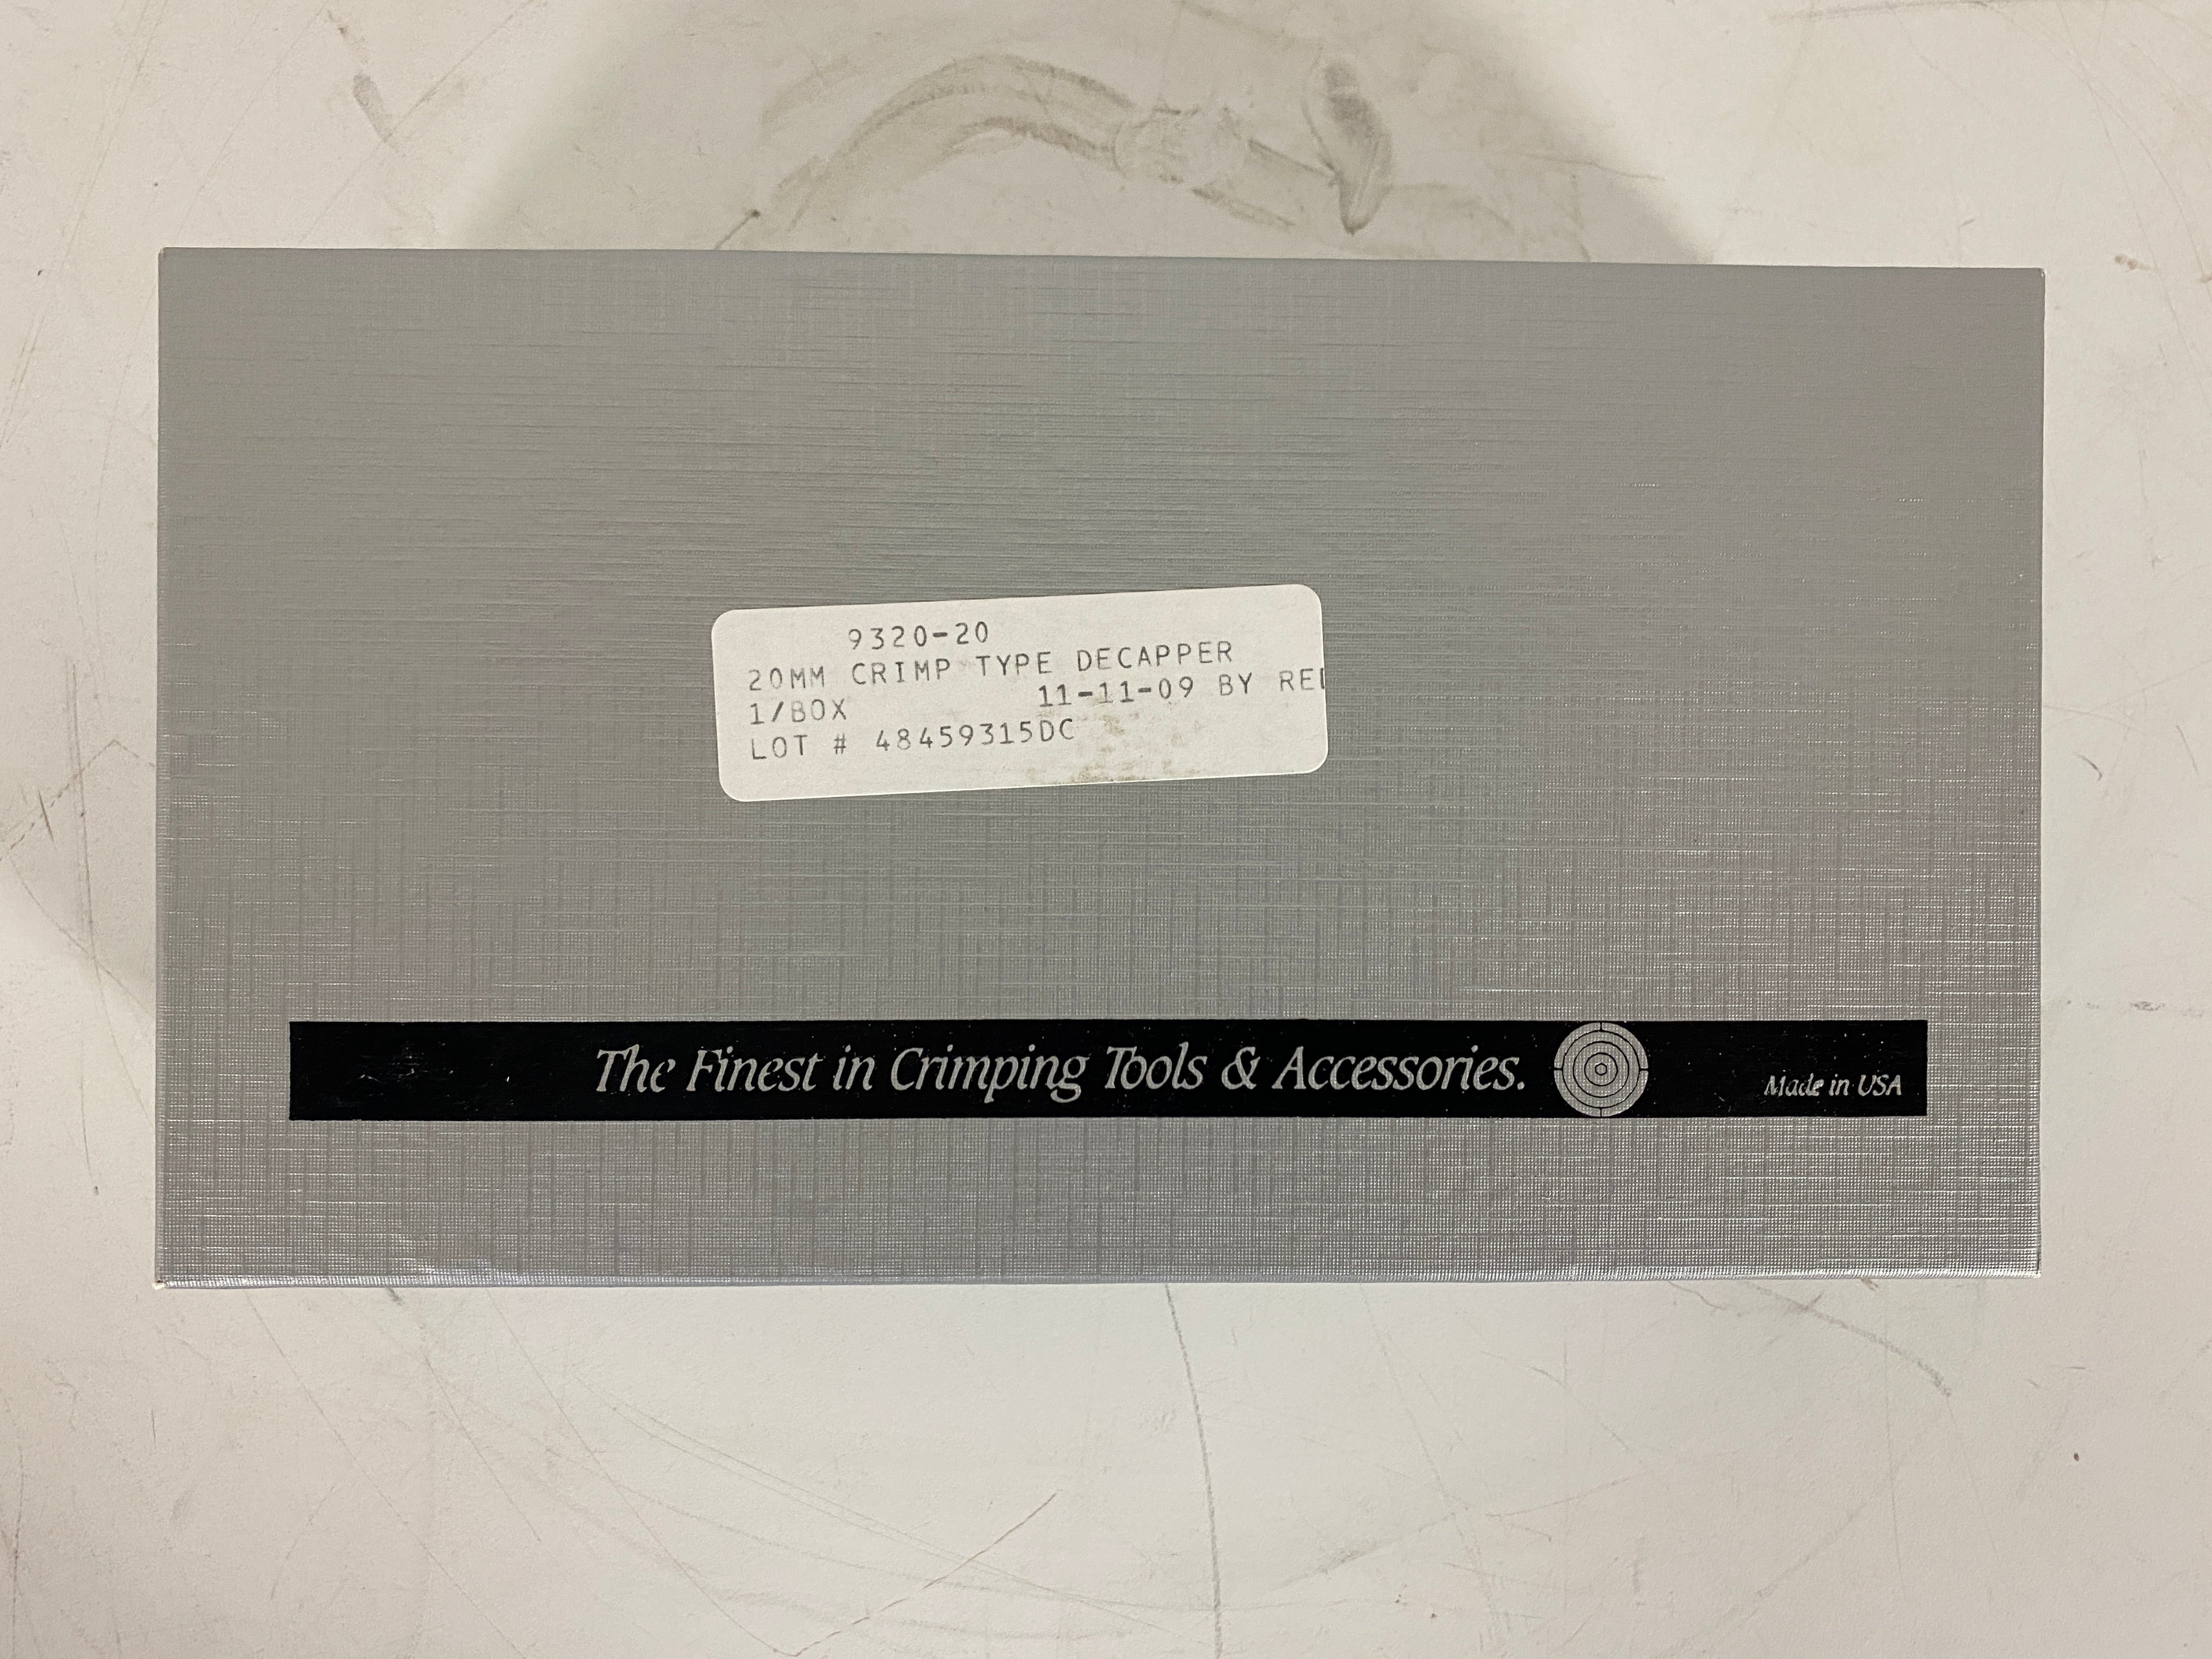 9320-20
20MM CRIMP TYPE DECAPPER
1/BOX 11-11-09 BY
LOT # 48459315DC
The Finest in Crimping Tools & Accessories.
Made in USA